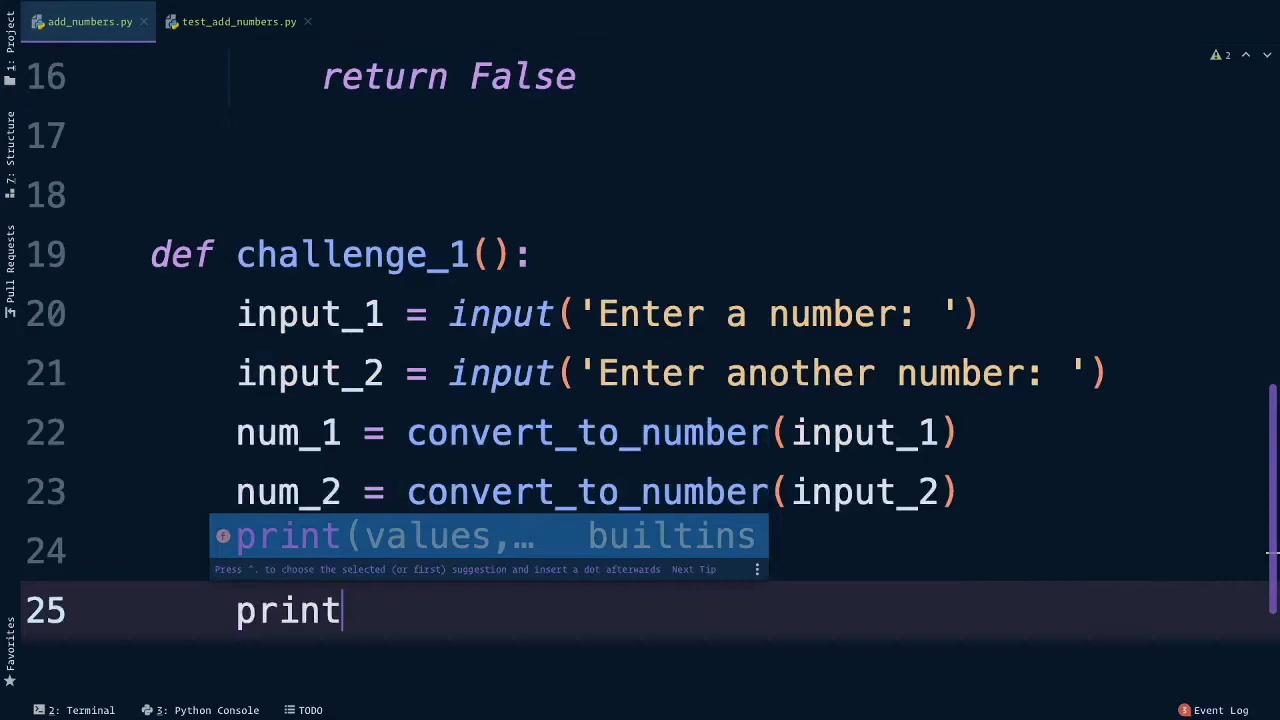 add_numbers.py test_add_numbers.py
1: Project
7: Structure
Pull Requests
Favorites
2
16 return False
17
18
19 def challenge_1():
20 input_1 = input('Enter a number: ')
21 input_2 = input('Enter another number: ')
22 num_1 = convert_to_number(input_1)
23 num_2 = convert_to_number(input_2)
24 print(values,… builtins
Press ^. to choose the selected (or first) suggestion and insert a dot afterwards Next Tip
25 print
2: Terminal 3: Python Console TODO 3 Event Log